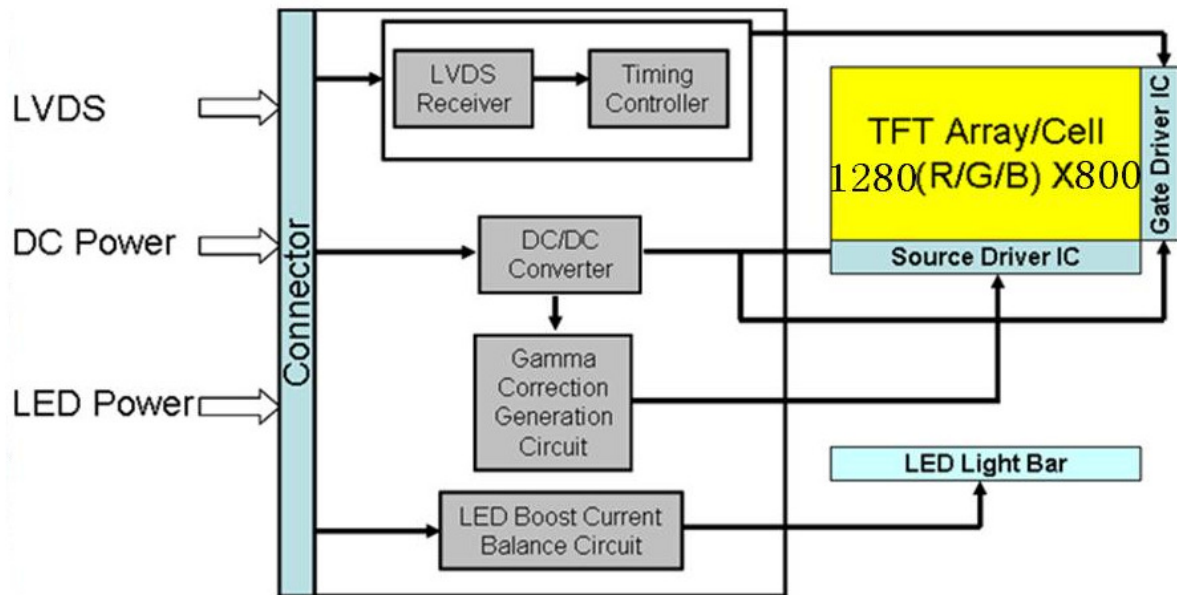 LVDS
DC Power
LED Power
Connector
LVDS
Receiver
Timing
Controller
DC/DC
Converter
Gamma
Correction
Generation
Circuit
LED Boost Current
Balance Circuit
TFT Array/Cell
1280(R/G/B) X800
Gate Driver IC
Source Driver IC
LED Light Bar